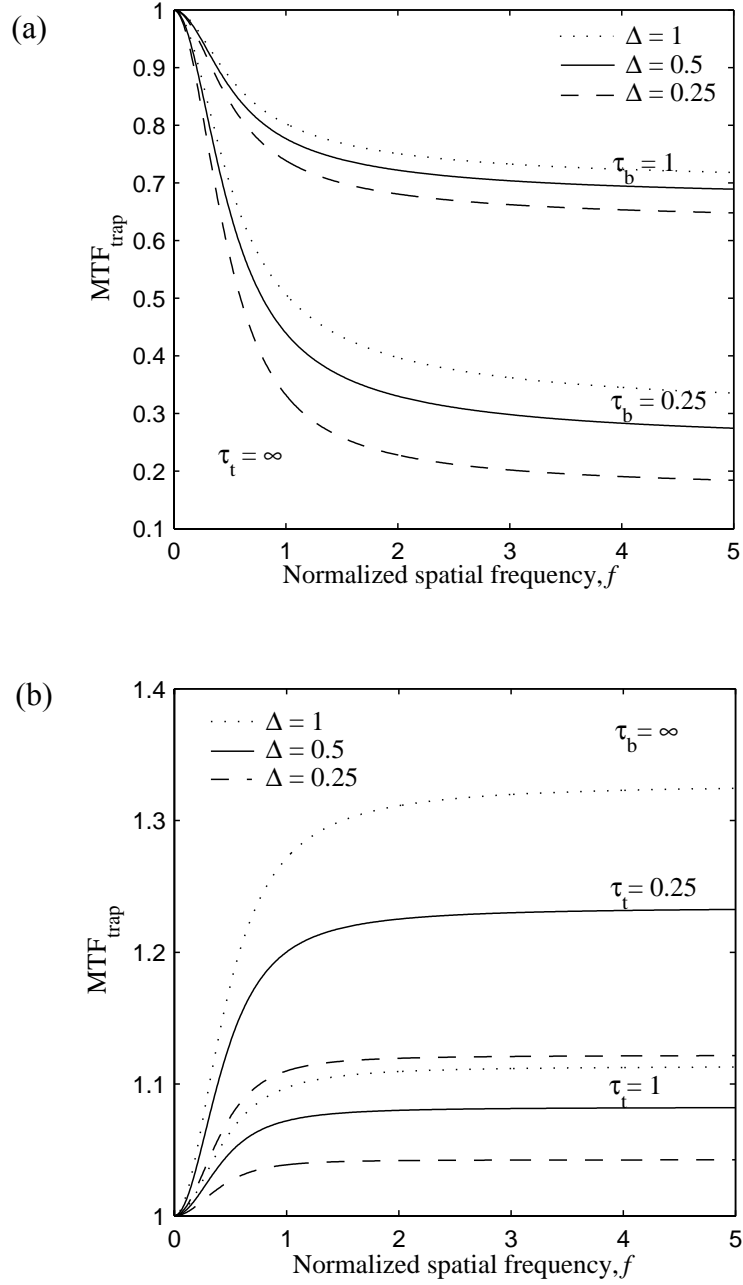 (a)
1
0.9
0.8
0.7
0.6
0.5
0.4
0.3
0.2
0.1
MTF_trap
Δ = 1
Δ = 0.5
Δ = 0.25
τ_b = 1
τ_b = 0.25
τ_t = ∞
0 1 2 3 4 5
Normalized spatial frequency, f
(b)
1.4
1.3
1.2
1.1
1
MTF_trap
Δ = 1
Δ = 0.5
Δ = 0.25
τ_b = ∞
τ_t = 0.25
τ_t = 1
0 1 2 3 4 5
Normalized spatial frequency, f